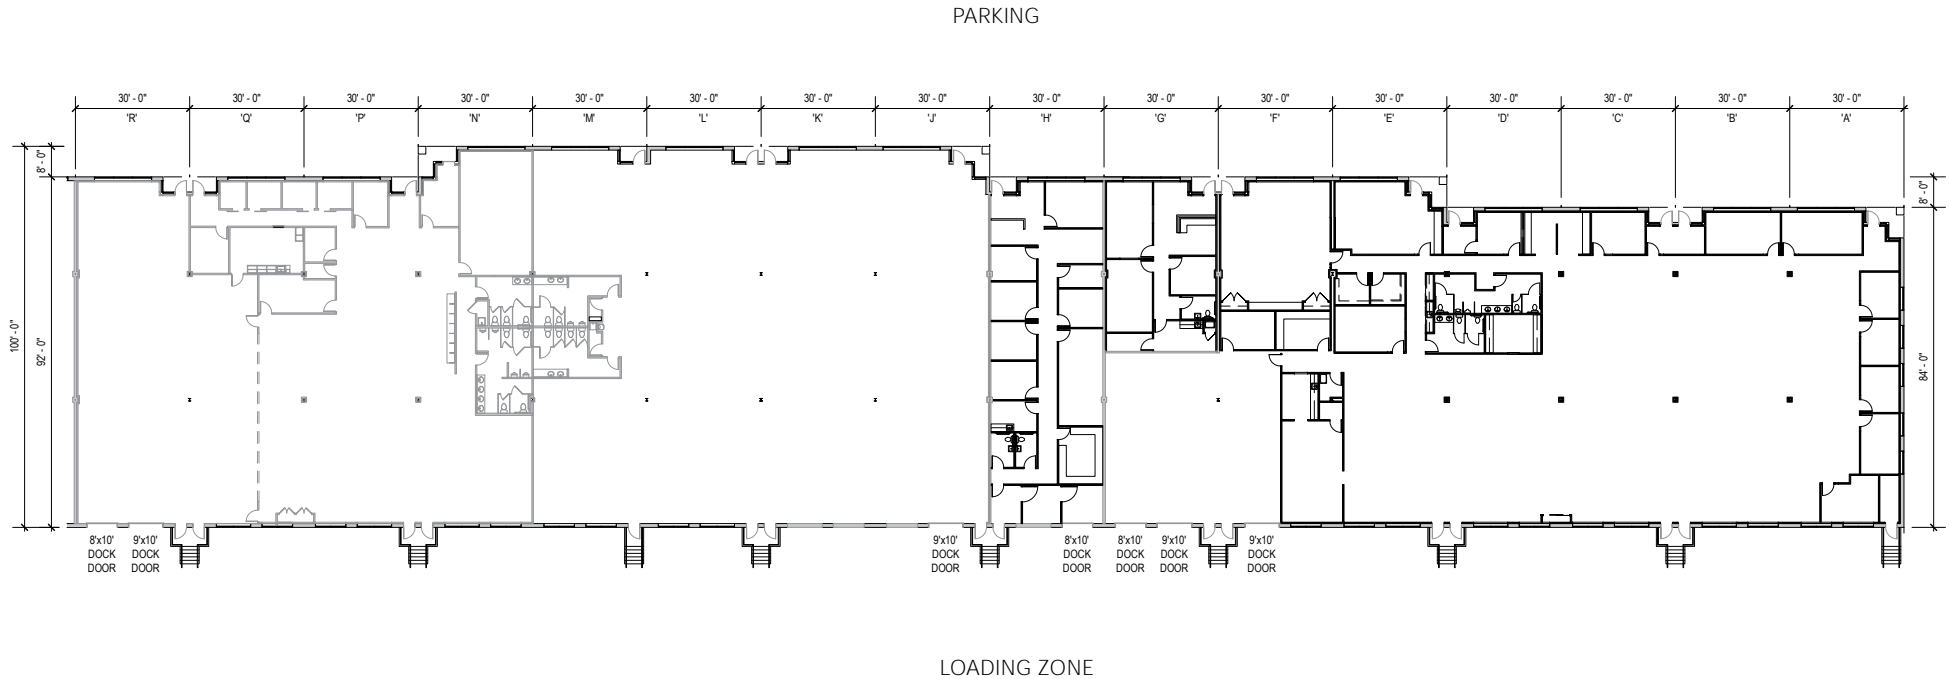 PARKING
30' - 0" 30' - 0" 30' - 0" 30' - 0" 30' - 0" 30' - 0" 30' - 0" 30' - 0" 30' - 0" 30' - 0" 30' - 0" 30' - 0" 30' - 0" 30' - 0" 30' - 0" 30' - 0"
'R' 'Q' 'P' 'N' 'M' 'L' 'K' 'J' 'H' 'G' 'F' 'E' 'D' 'C' 'B' 'A'
8' - 0"
8' - 0"
100' - 0"
92' - 0"
84' - 0"
8'x10' 9'x10' 9'x10' 8'x10' 8'x10' 9'x10' 9'x10'
DOCK DOCK DOCK DOCK DOCK DOCK DOCK
DOOR DOOR DOOR DOOR DOOR DOOR DOOR
LOADING ZONE